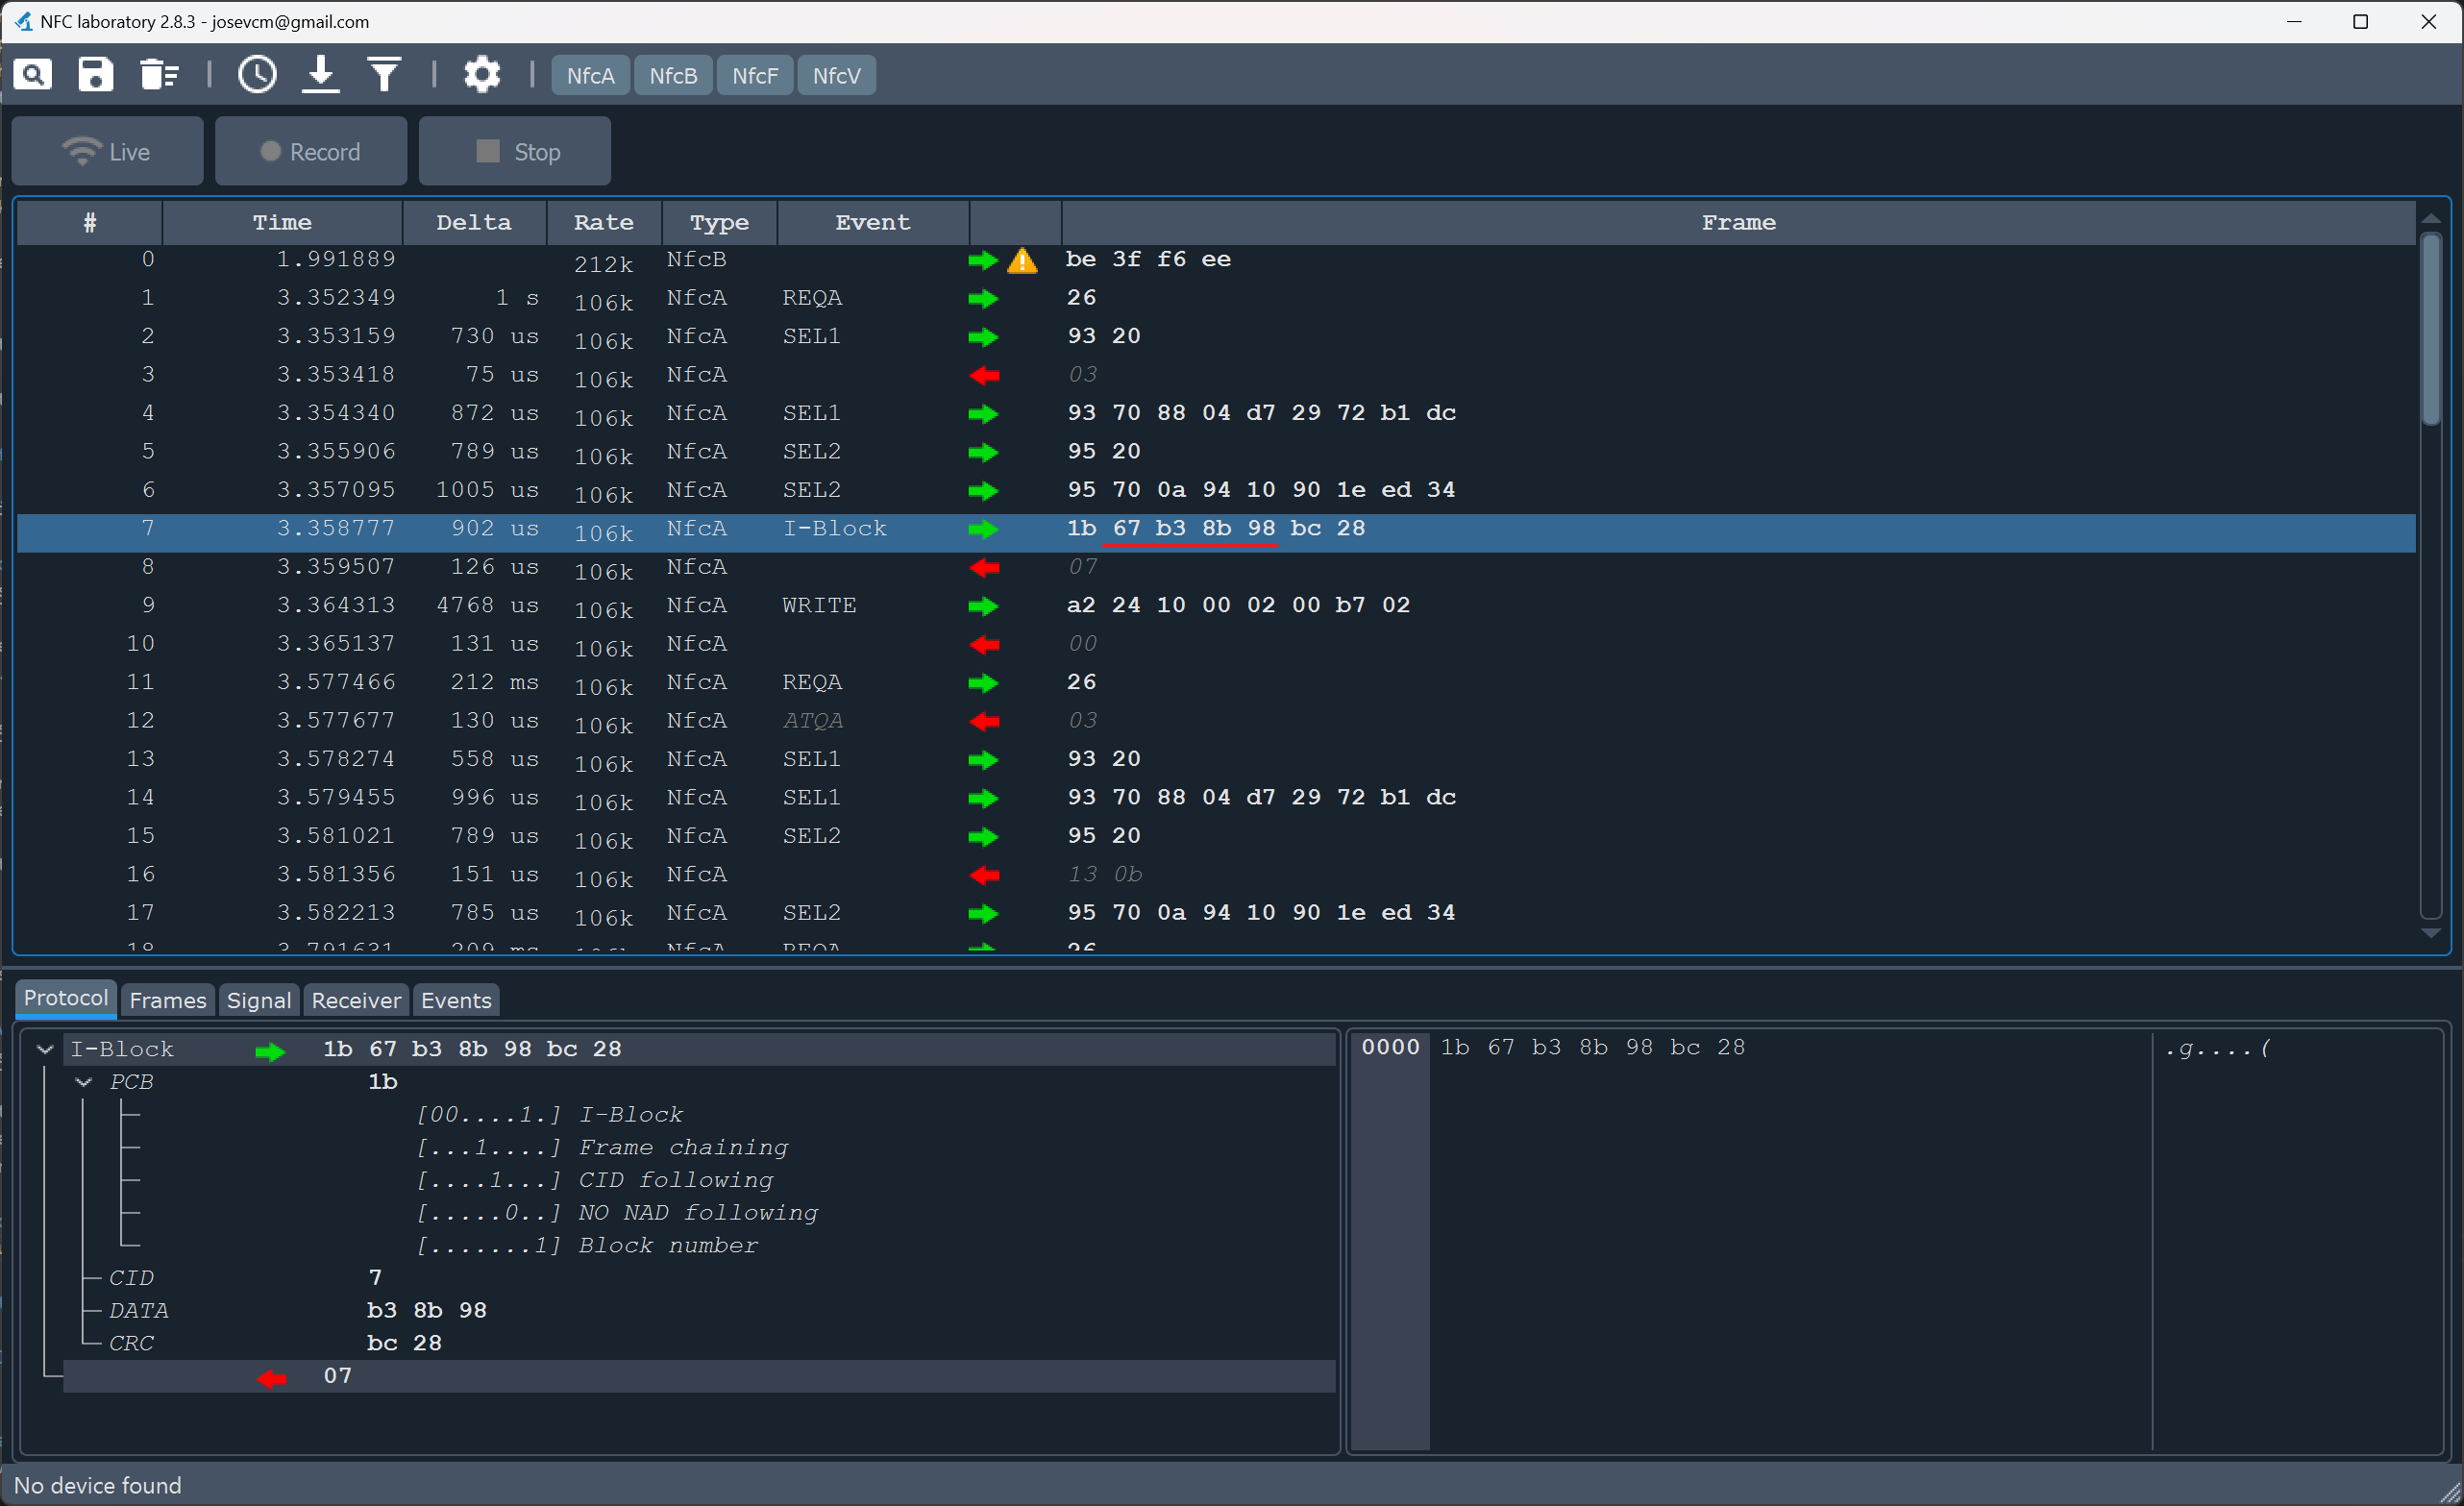 NFC laboratory 2.8.3 - josevcm@gmail.com
NfcA NfcB NfcF NfcV
Live Record Stop
# Time Delta Rate Type Event Frame
0 1.991889 212k NfcB be 3f f6 ee
1 3.352349 1 s 106k NfcA REQA 26
2 3.353159 730 us 106k NfcA SEL1 93 20
3 3.353418 75 us 106k NfcA 03
4 3.354340 872 us 106k NfcA SEL1 93 70 88 04 d7 29 72 b1 dc
5 3.355906 789 us 106k NfcA SEL2 95 20
6 3.357095 1005 us 106k NfcA SEL2 95 70 0a 94 10 90 1e ed 34
7 3.358777 902 us 106k NfcA I-Block 1b 67 b3 8b 98 bc 28
8 3.359507 126 us 106k NfcA 07
9 3.364313 4768 us 106k NfcA WRITE a2 24 10 00 02 00 b7 02
10 3.365137 131 us 106k NfcA 00
11 3.577466 212 ms 106k NfcA REQA 26
12 3.577677 130 us 106k NfcA ATQA 03
13 3.578274 558 us 106k NfcA SEL1 93 20
14 3.579455 996 us 106k NfcA SEL1 93 70 88 04 d7 29 72 b1 dc
15 3.581021 789 us 106k NfcA SEL2 95 20
16 3.581356 151 us 106k NfcA 13 0b
17 3.582213 785 us 106k NfcA SEL2 95 70 0a 94 10 90 1e ed 34
18 3.791631 209 ms NfcA REQA 26
Protocol Frames Signal Receiver Events
I-Block 1b 67 b3 8b 98 bc 28
PCB 1b
[00....1.] I-Block
[...1....] Frame chaining
[....1...] CID following
[.....0..] NO NAD following
[.......1] Block number
CID 7
DATA b3 8b 98
CRC bc 28
07
0000 1b 67 b3 8b 98 bc 28 .g....(
No device found